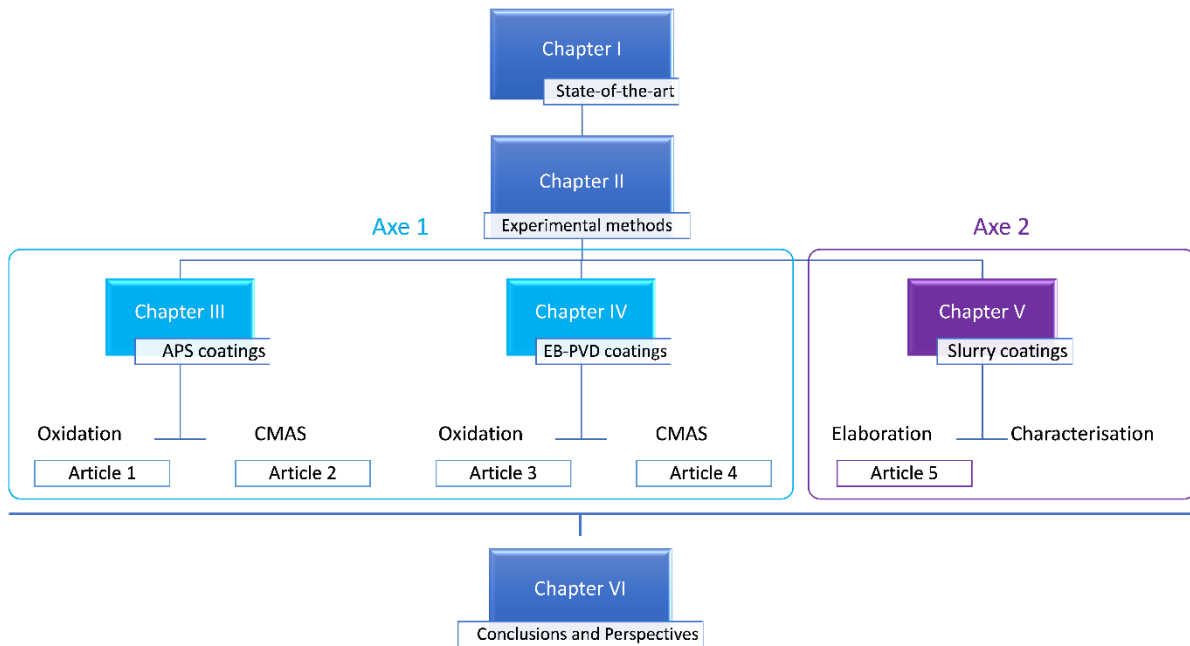 Chapter I
State-of-the-art
Chapter II
Experimental methods
Axe 1
Axe 2
Chapter III
APS coatings
Chapter IV
EB-PVD coatings
Chapter V
Slurry coatings
Oxidation
CMAS
Oxidation
CMAS
Elaboration
Characterisation
Article 1
Article 2
Article 3
Article 4
Article 5
Chapter VI
Conclusions and Perspectives